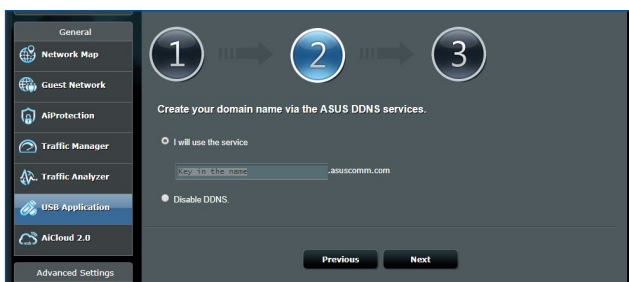 General
Network Map
Guest Network
AiProtection
Traffic Manager
Traffic Analyzer
USB Application
AiCloud 2.0
Advanced Settings
1
2
3
Create your domain name via the ASUS DDNS services.
I will use the service
Key in the name .asuscomm.com
Disable DDNS.
Previous Next